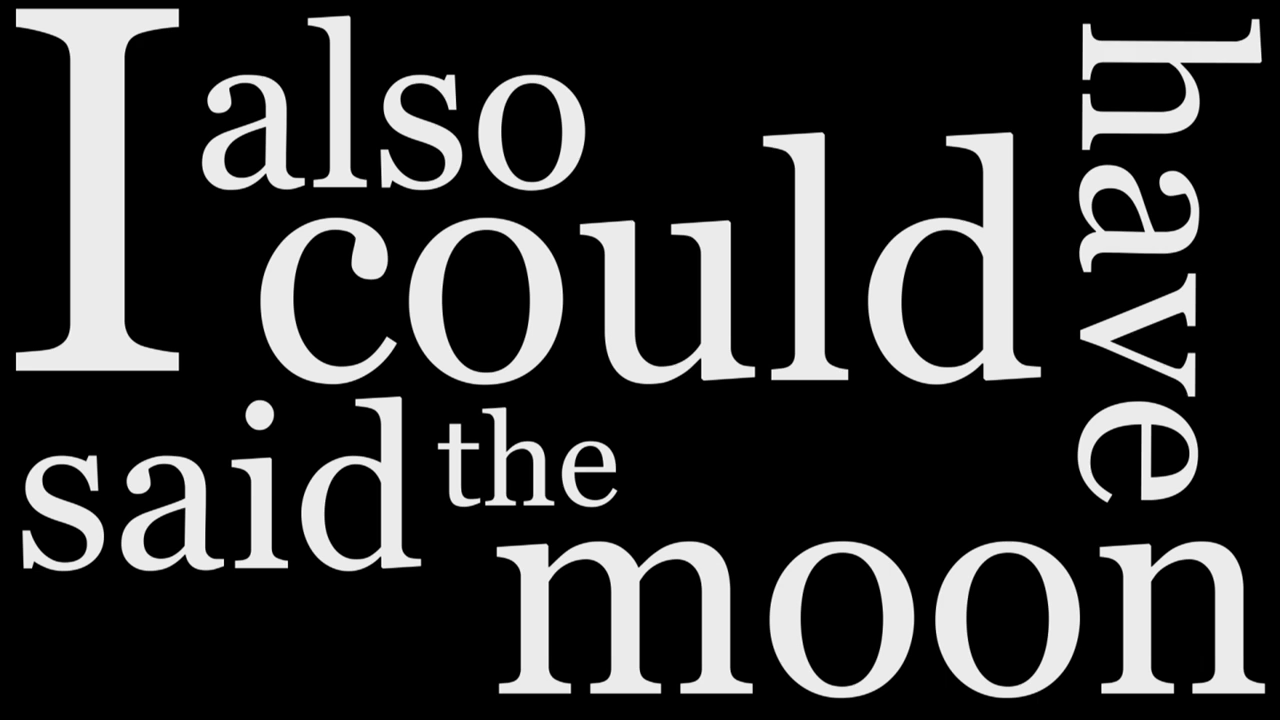 I also
could
have
said the
moon